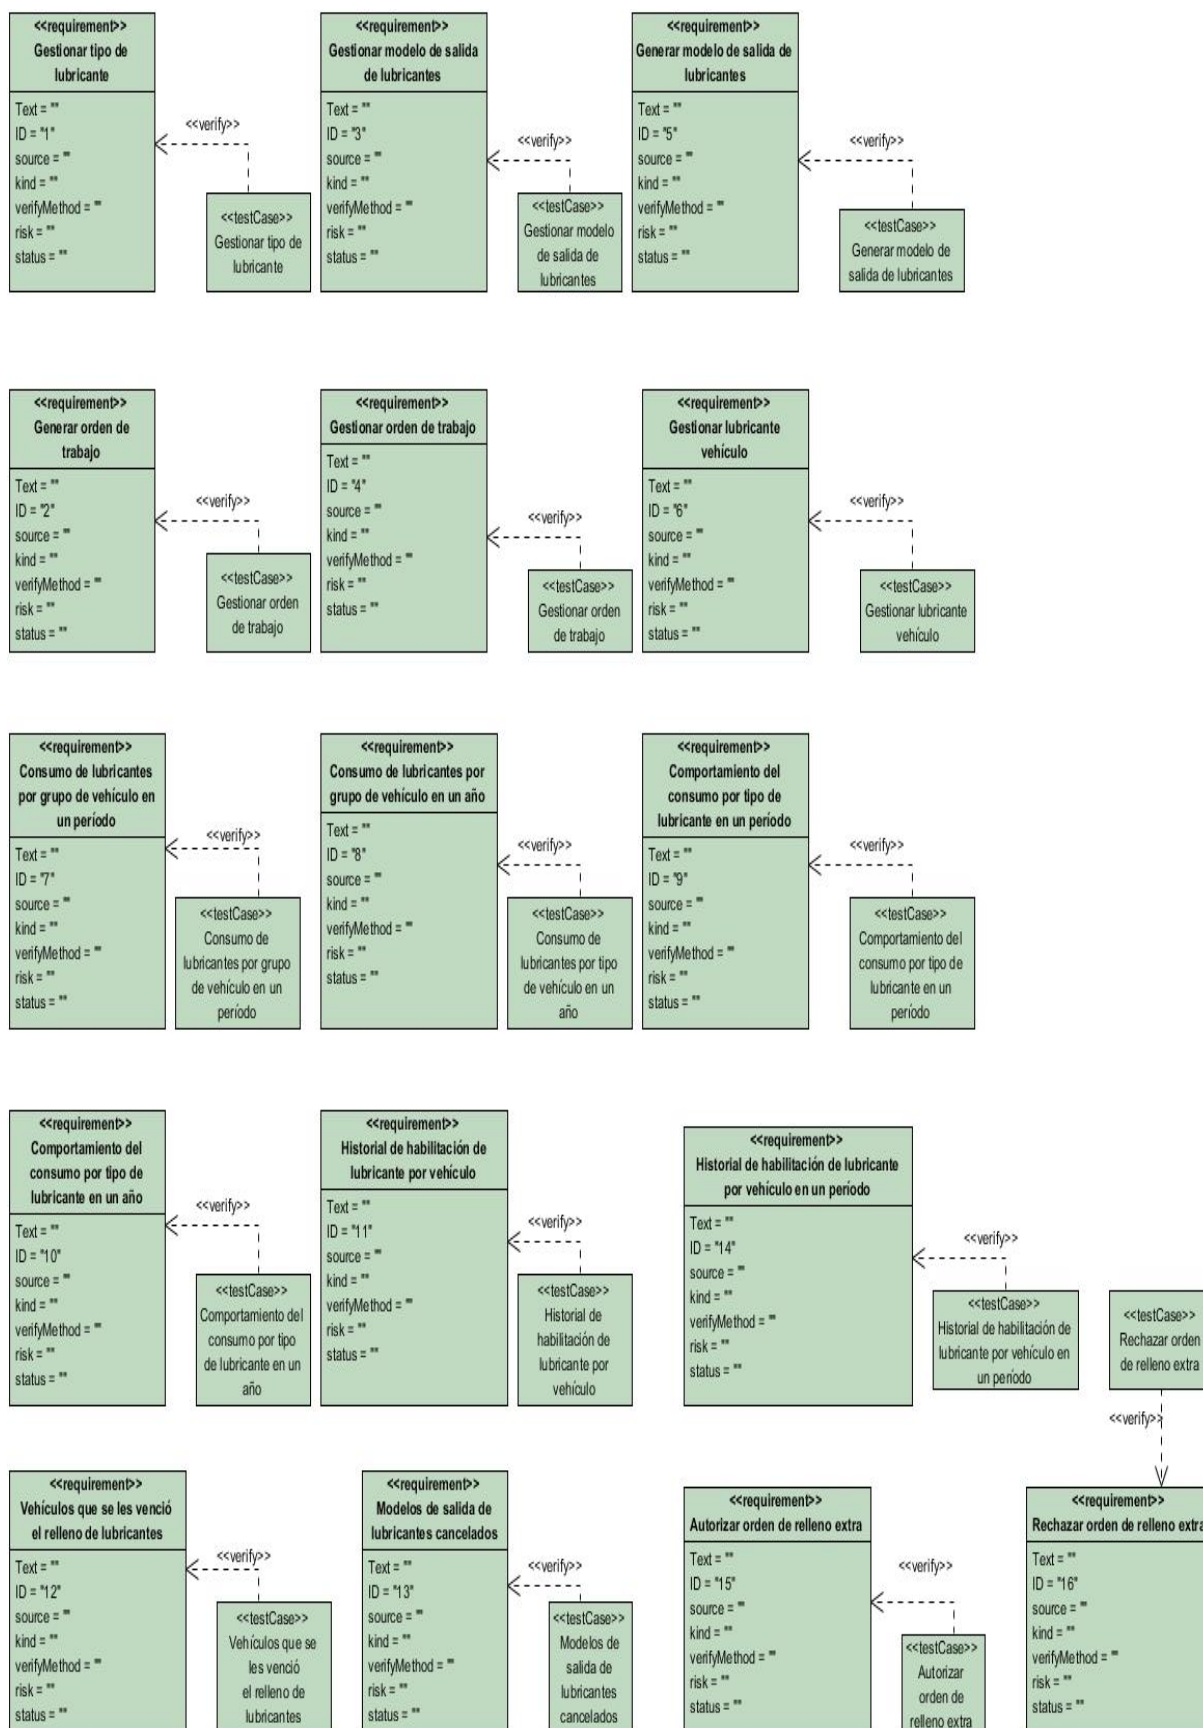 <<requirement>>
Gestionar tipo de
lubricante
Text = ""
ID = "1"
source = ""
kind = ""
verifyMethod = ""
risk = ""
status = ""
<<verify>>
<<testCase>>
Gestionar tipo de
lubricante
<<requirement>>
Gestionar modelo de salida
de lubricantes
Text = ""
ID = "3"
source = ""
kind = ""
verifyMethod = ""
risk = ""
status = ""
<<verify>>
<<testCase>>
Gestionar modelo
de salida de
lubricantes
<<requirement>>
Generar modelo de salida de
lubricantes
Text = ""
ID = "5"
source = ""
kind = ""
verifyMethod = ""
risk = ""
status = ""
<<verify>>
<<testCase>>
Generar modelo de
salida de lubricantes
<<requirement>>
Generar orden de
trabajo
Text = ""
ID = "2"
source = ""
kind = ""
verifyMethod = ""
risk = ""
status = ""
<<verify>>
<<testCase>>
Gestionar orden
de trabajo
<<requirement>>
Gestionar orden de trabajo
Text = ""
ID = "4"
source = ""
kind = ""
verifyMethod = ""
risk = ""
status = ""
<<verify>>
<<testCase>>
Gestionar orden
de trabajo
<<requirement>>
Gestionar lubricante
vehículo
Text = ""
ID = "6"
source = ""
kind = ""
verifyMethod = ""
risk = ""
status = ""
<<verify>>
<<testCase>>
Gestionar lubricante
vehículo
<<requirement>>
Consumo de lubricantes
por grupo de vehículo en
un período
Text = ""
ID = "7"
source = ""
kind = ""
verifyMethod = ""
risk = ""
status = ""
<<verify>>
<<testCase>>
Consumo de
lubricantes por grupo
de vehículo en un
período
<<requirement>>
Consumo de lubricantes por
grupo de vehículo en un año
Text = ""
ID = "8"
source = ""
kind = ""
verifyMethod = ""
risk = ""
status = ""
<<verify>>
<<testCase>>
Consumo de
lubricantes por tipo
de vehículo en un
año
<<requirement>>
Comportamiento del
consumo por tipo de
lubricante en un período
Text = ""
ID = "9"
source = ""
kind = ""
verifyMethod = ""
risk = ""
status = ""
<<verify>>
<<testCase>>
Comportamiento del
consumo por tipo de
lubricante en un
período
<<requirement>>
Comportamiento del
consumo por tipo de
lubricante en un año
Text = ""
ID = "10"
source = ""
kind = ""
verifyMethod = ""
risk = ""
status = ""
<<verify>>
<<testCase>>
Comportamiento del
consumo por tipo
de lubricante en un
año
<<requirement>>
Historial de habilitación de
lubricante por vehículo
Text = ""
ID = "11"
source = ""
kind = ""
verifyMethod = ""
risk = ""
status = ""
<<verify>>
<<testCase>>
Historial de
habilitación de
lubricante por
vehículo
<<requirement>>
Historial de habilitación de lubricante
por vehículo en un período
Text = ""
ID = "14"
source = ""
kind = ""
verifyMethod = ""
risk = ""
status = ""
<<verify>>
<<testCase>>
Historial de habilitación de
lubricante por vehículo en
un período
<<testCase>>
Rechazar orden
de relleno extra
<<verify>>
<<requirement>>
Vehículos que se les venció
el relleno de lubricantes
Text = ""
ID = "12"
source = ""
kind = ""
verifyMethod = ""
risk = ""
status = ""
<<verify>>
<<testCase>>
Vehículos que se
les venció
el relleno de
lubricantes
<<requirement>>
Modelos de salida de
lubricantes cancelados
Text = ""
ID = "13"
source = ""
kind = ""
verifyMethod = ""
risk = ""
status = ""
<<verify>>
<<testCase>>
Modelos de
salida de
lubricantes
cancelados
<<requirement>>
Autorizar orden de relleno extra
Text = ""
ID = "15"
source = ""
kind = ""
verifyMethod = ""
risk = ""
status = ""
<<verify>>
<<testCase>>
Autorizar
orden de
relleno extra
<<requirement>>
Rechazar orden de relleno extra
Text = ""
ID = "16"
source = ""
kind = ""
verifyMethod = ""
risk = ""
status = ""